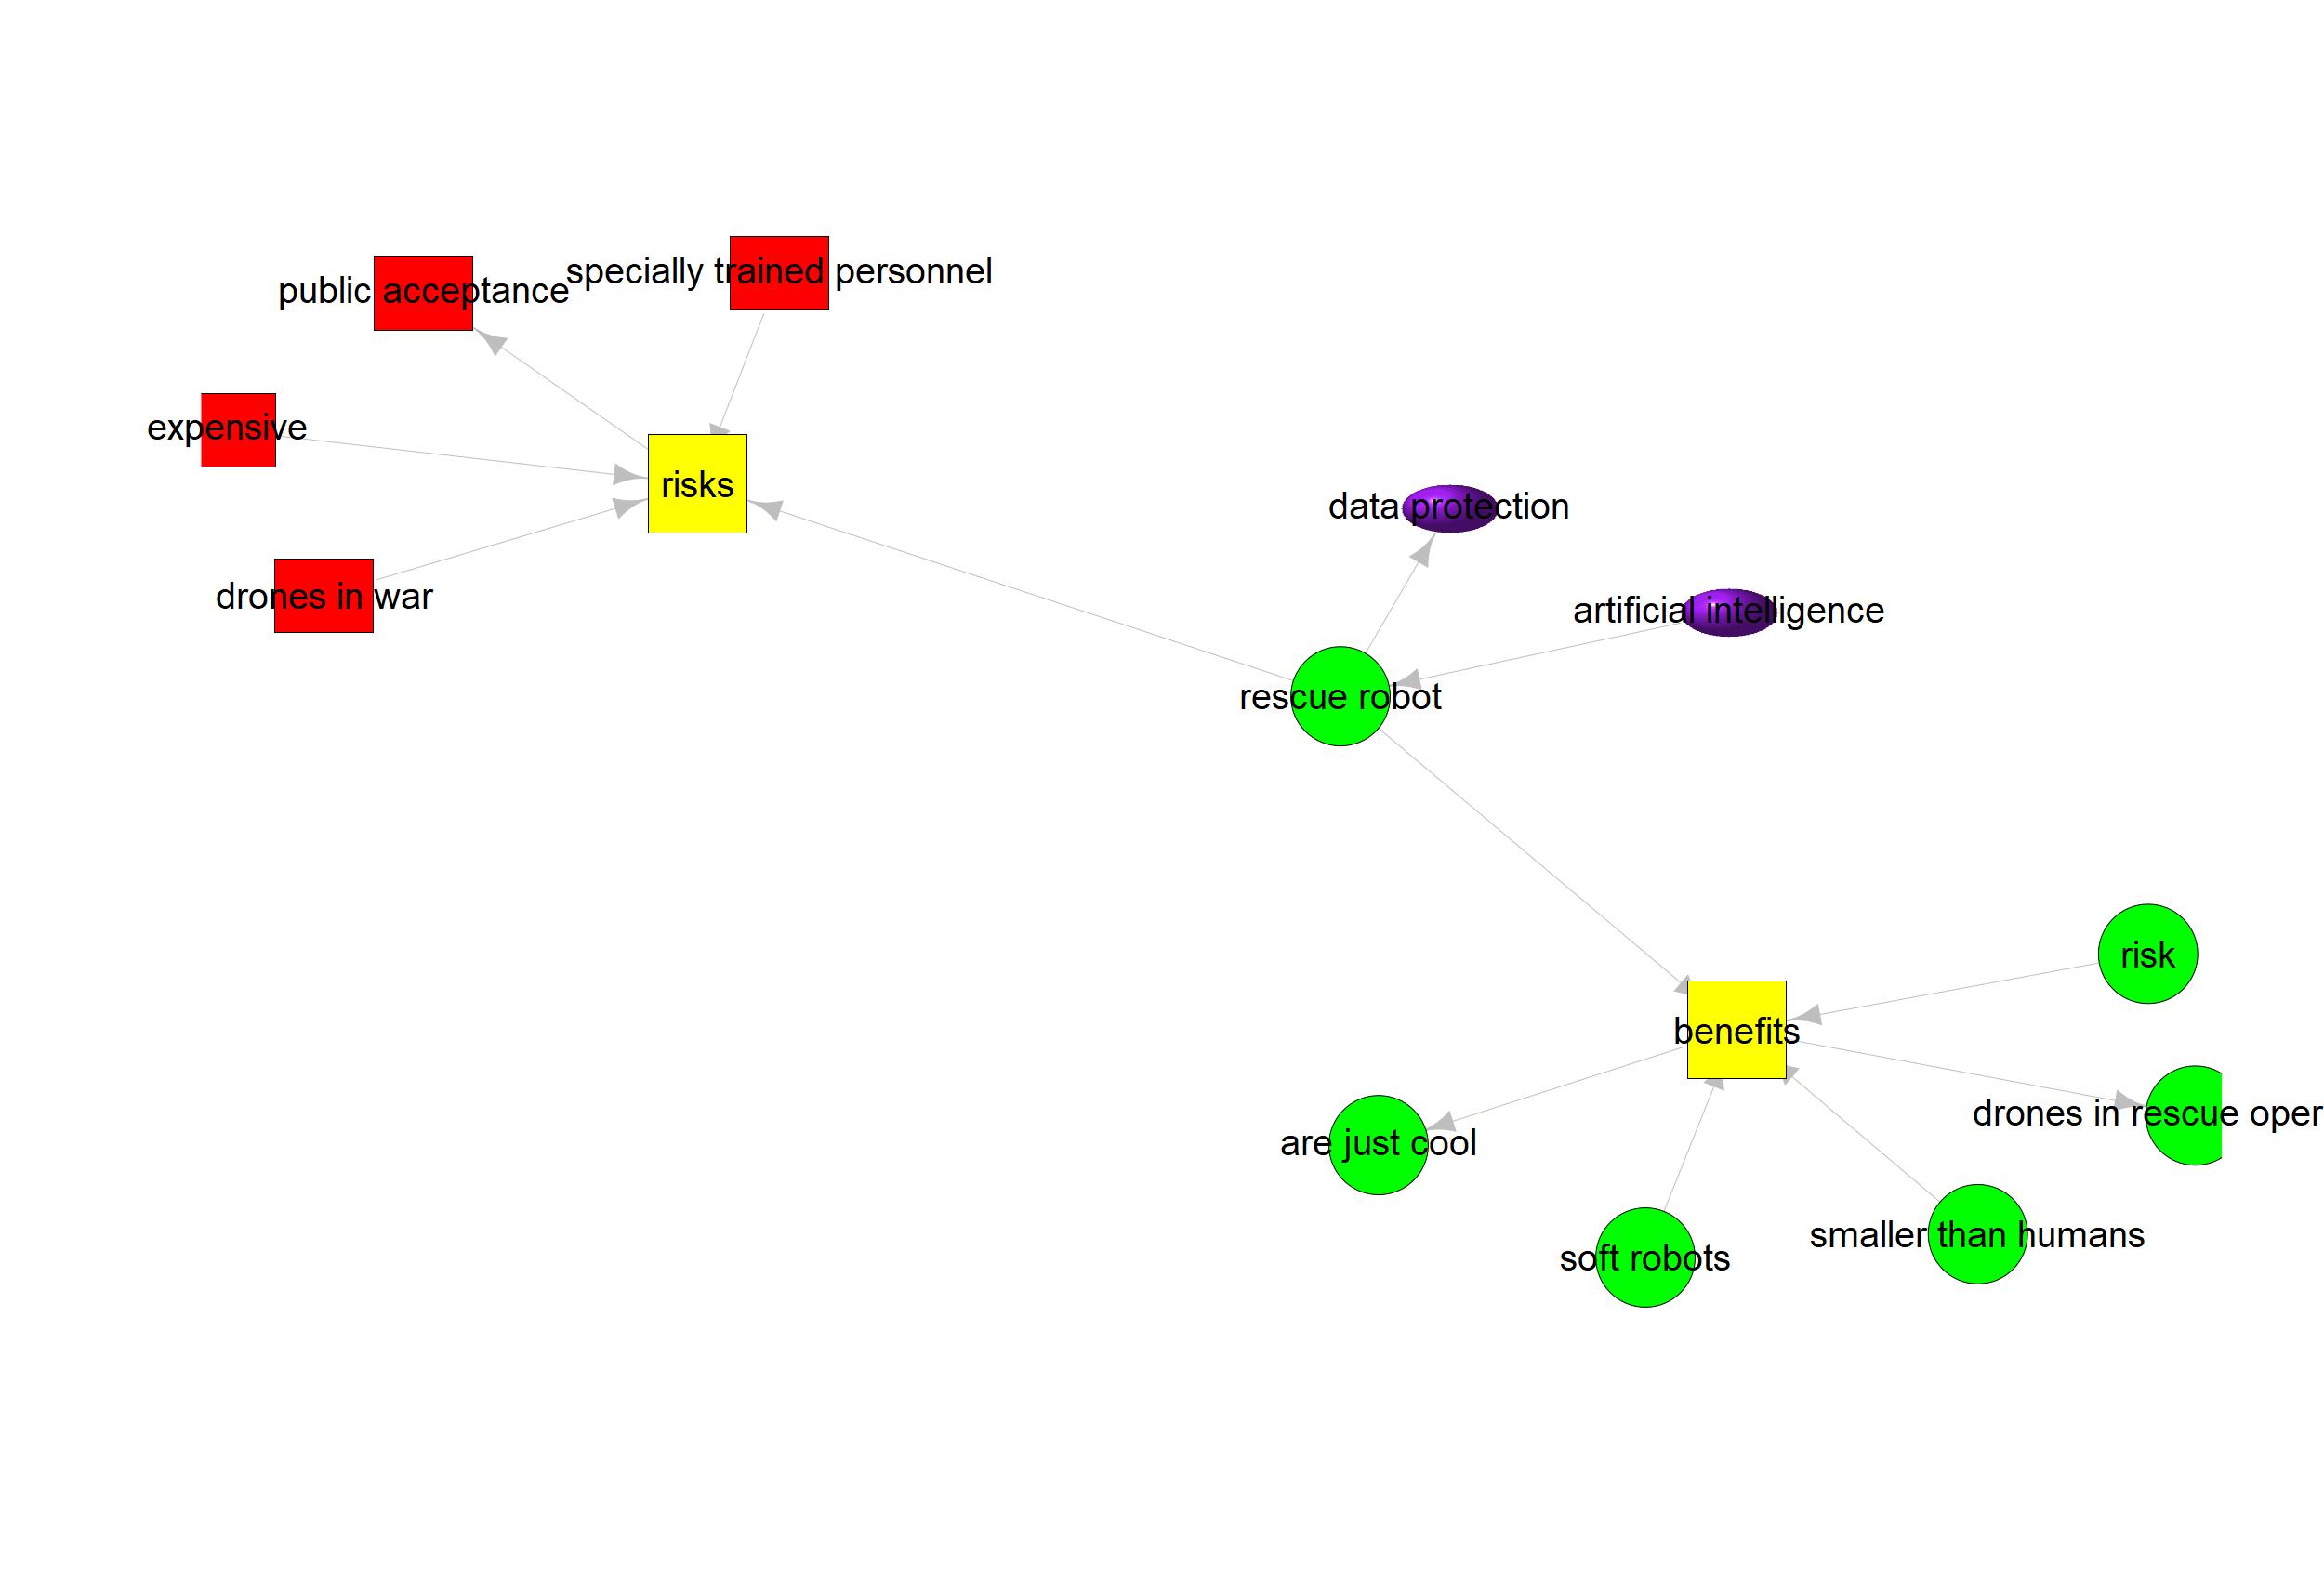 specially trained personnel
public acceptance
expensive
risks
data protection
drones in war
artificial intelligence
rescue robot
risk
benefits
drones in rescue oper
are just cool
smaller than humans
soft robots